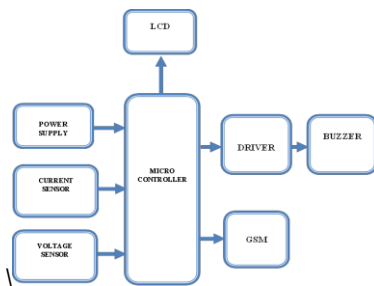 LCD
POWER
SUPPLY
CURRENT
SENSOR
VOLTAGE
SENSOR
MICRO
CONTROLLER
DRIVER
BUZZER
GSM
\